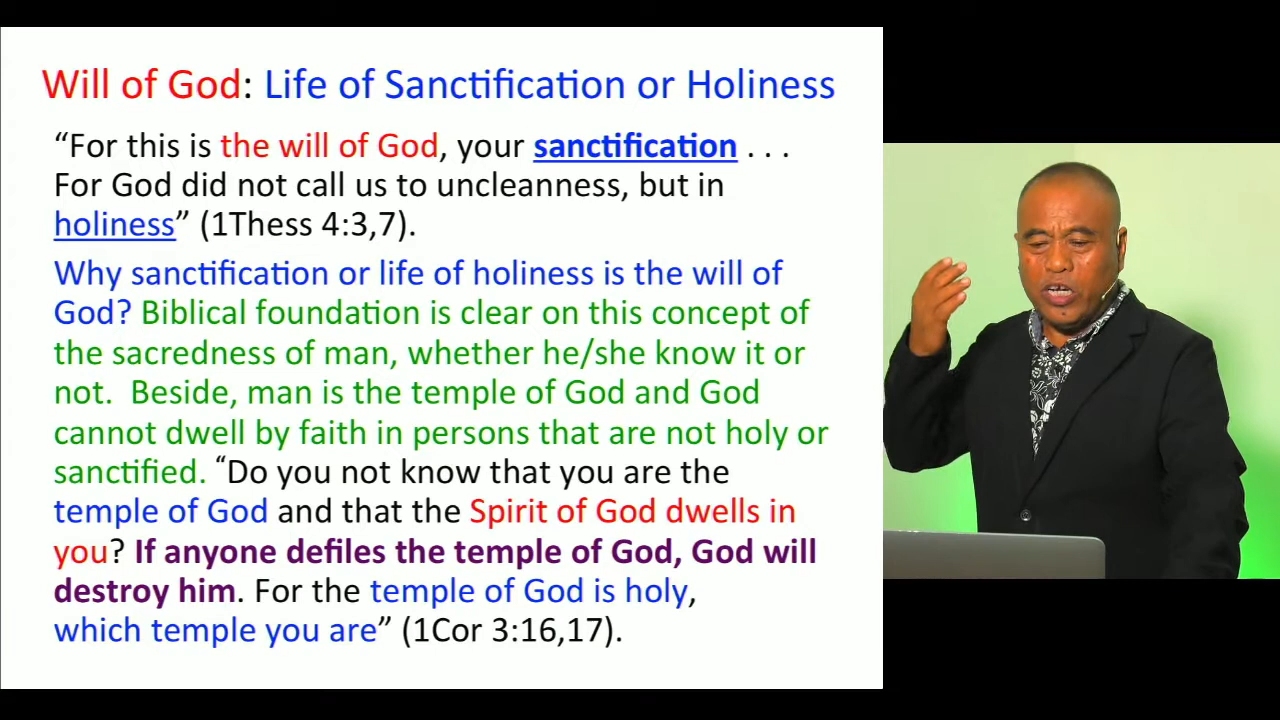 Will of God: Life of Sanctification or Holiness
“For this is the will of God, your sanctification . . .
For God did not call us to uncleanness, but in
holiness” (1Thess 4:3,7).
Why sanctification or life of holiness is the will of
God? Biblical foundation is clear on this concept of
the sacredness of man, whether he/she know it or
not.  Beside, man is the temple of God and God
cannot dwell by faith in persons that are not holy or
sanctified. “Do you not know that you are the
temple of God and that the Spirit of God dwells in
you? If anyone defiles the temple of God, God will
destroy him. For the temple of God is holy,
which temple you are” (1Cor 3:16,17).